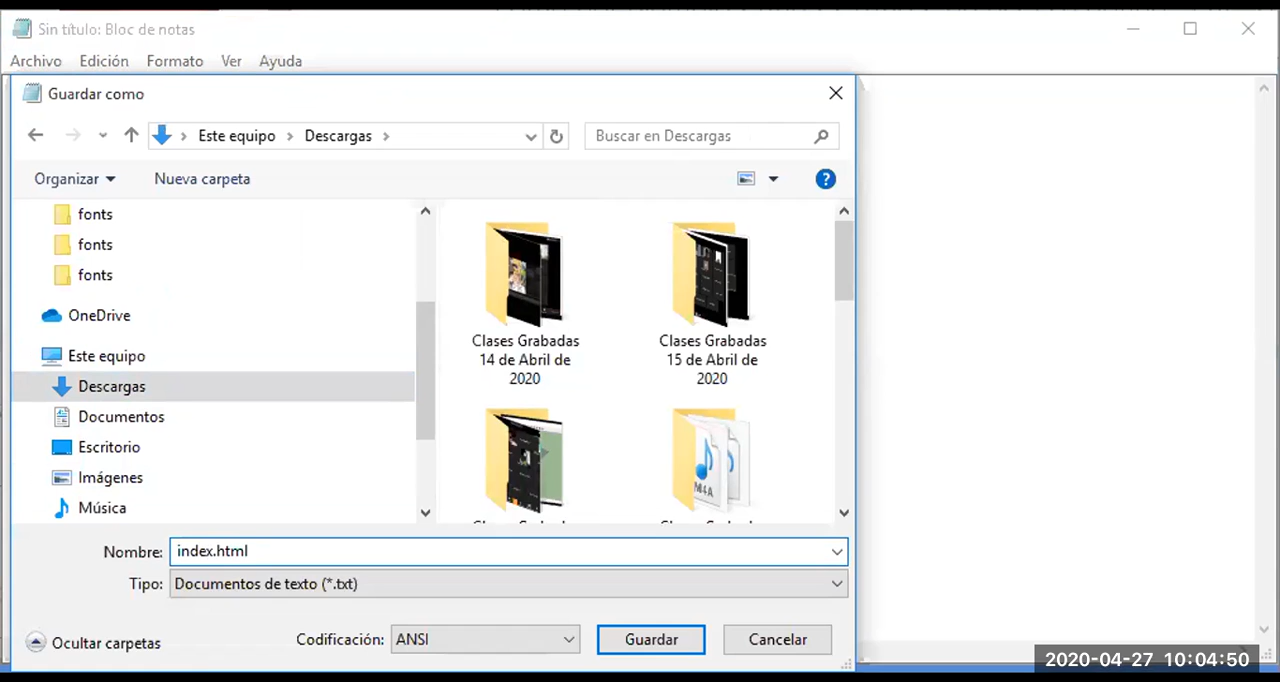 Sin título: Bloc de notas
Archivo Edición Formato Ver Ayuda
Guardar como
Este equipo Descargas
Buscar en Descargas
Organizar Nueva carpeta
fonts
fonts
fonts
OneDrive
Este equipo
Descargas
Documentos
Escritorio
Imágenes
Música
Clases Grabadas
14 de Abril de
2020
Clases Grabadas
15 de Abril de
2020
M4A
Nombre: index.html
Tipo: Documentos de texto (*.txt)
Ocultar carpetas
Codificación: ANSI
Guardar
Cancelar
2020-04-27 10:04:50